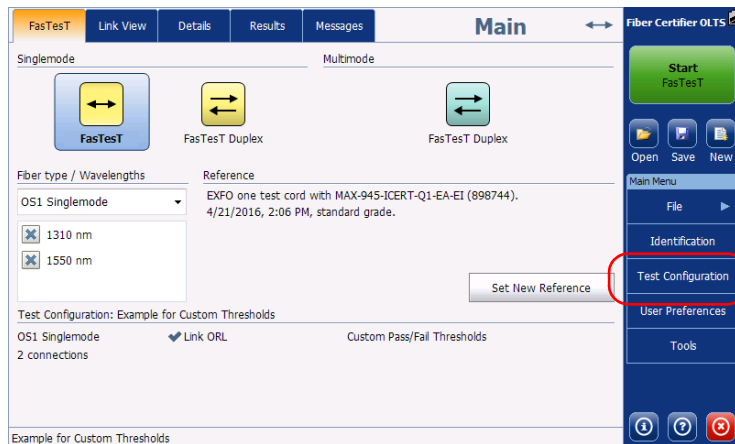 FasTesT Link View Details Results Messages Main
Fiber Certifier OLTS
Singlemode Multimode
Start
FasTesT
FasTesT FasTesT Duplex FasTesT Duplex
Open Save New
Main Menu
File
Identification
Test Configuration
User Preferences
Tools
Fiber type / Wavelengths Reference
OS1 Singlemode
EXFO one test cord with MAX-945-ICERT-Q1-EA-EI (898744).
4/21/2016, 2:06 PM, standard grade.
1310 nm
1550 nm
Set New Reference
Test Configuration: Example for Custom Thresholds
OS1 Singlemode Link ORL Custom Pass/Fail Thresholds
2 connections
Example for Custom Thresholds